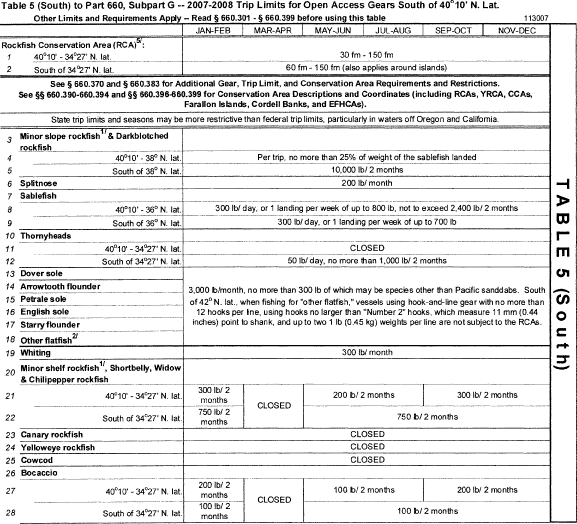 Table 5 (South) to Part 660, Subpart G -- 2007-2008 Trip Limits for Open Access Gears South of 40°10' N. Lat.
Other Limits and Requirements Apply -- Read § 660.301 - § 660.399 before using this table 113007
JAN-FEB MAR-APR MAY-JUN JUL-AUG SEP-OCT NOV-DEC
Rockfish Conservation Area (RCA)5/:
1 40°10' - 34°27' N. lat. 30 fm - 150 fm
2 South of 34°27' N. lat. 60 fm - 150 fm (also applies around islands)
See § 660.370 and § 660.383 for Additional Gear, Trip Limit, and Conservation Area Requirements and Restrictions.
See §§ 660.390-660.394 and §§ 660.396-660.399 for Conservation Area Descriptions and Coordinates (including RCAs, YRCA, CCAs,
Farallon Islands, Cordell Banks, and EFHCAs).
State trip limits and seasons may be more restrictive than federal trip limits, particularly in waters off Oregon and California.
3 Minor slope rockfish1/ & Darkblotched
rockfish
4 40°10' - 38° N. lat. Per trip, no more than 25% of weight of the sablefish landed
5 South of 38° N. lat. 10,000 lb/ 2 months
6 Splitnose 200 lb/ month
7 Sablefish
8 40°10' - 36° N. lat. 300 lb/ day, or 1 landing per week of up to 800 lb, not to exceed 2,400 lb/ 2 months
9 South of 36° N. lat. 300 lb/ day, or 1 landing per week of up to 700 lb
10 Thornyheads
11 40°10' - 34°27' N. lat. CLOSED
12 South of 34°27' N. lat. 50 lb/ day, no more than 1,000 lb/ 2 months
13 Dover sole
14 Arrowtooth flounder
15 Petrale sole
16 English sole
17 Starry flounder
18 Other flatfish2/
3,000 lb/month, no more than 300 lb of which may be species other than Pacific sanddabs. South
of 42° N. lat., when fishing for "other flatfish," vessels using hook-and-line gear with no more than
12 hooks per line, using hooks no larger than "Number 2" hooks, which measure 11 mm (0.44
inches) point to shank, and up to two 1 lb (0.45 kg) weights per line are not subject to the RCAs.
19 Whiting 300 lb/ month
20 Minor shelf rockfish1/, Shortbelly, Widow
& Chilipepper rockfish
21 40°10' - 34°27' N. lat. 300 lb/ 2
months CLOSED 200 lb/ 2 months 300 lb/ 2 months
22 South of 34°27' N. lat. 750 lb/ 2
months 750 lb/ 2 months
23 Canary rockfish CLOSED
24 Yelloweye rockfish CLOSED
25 Cowcod CLOSED
26 Bocaccio
27 40°10' - 34°27' N. lat. 200 lb/ 2
months CLOSED 100 lb/ 2 months 200 lb/ 2 months
28 South of 34°27' N. lat. 100 lb/ 2
months 100 lb/ 2 months
TABLE 5 (South)